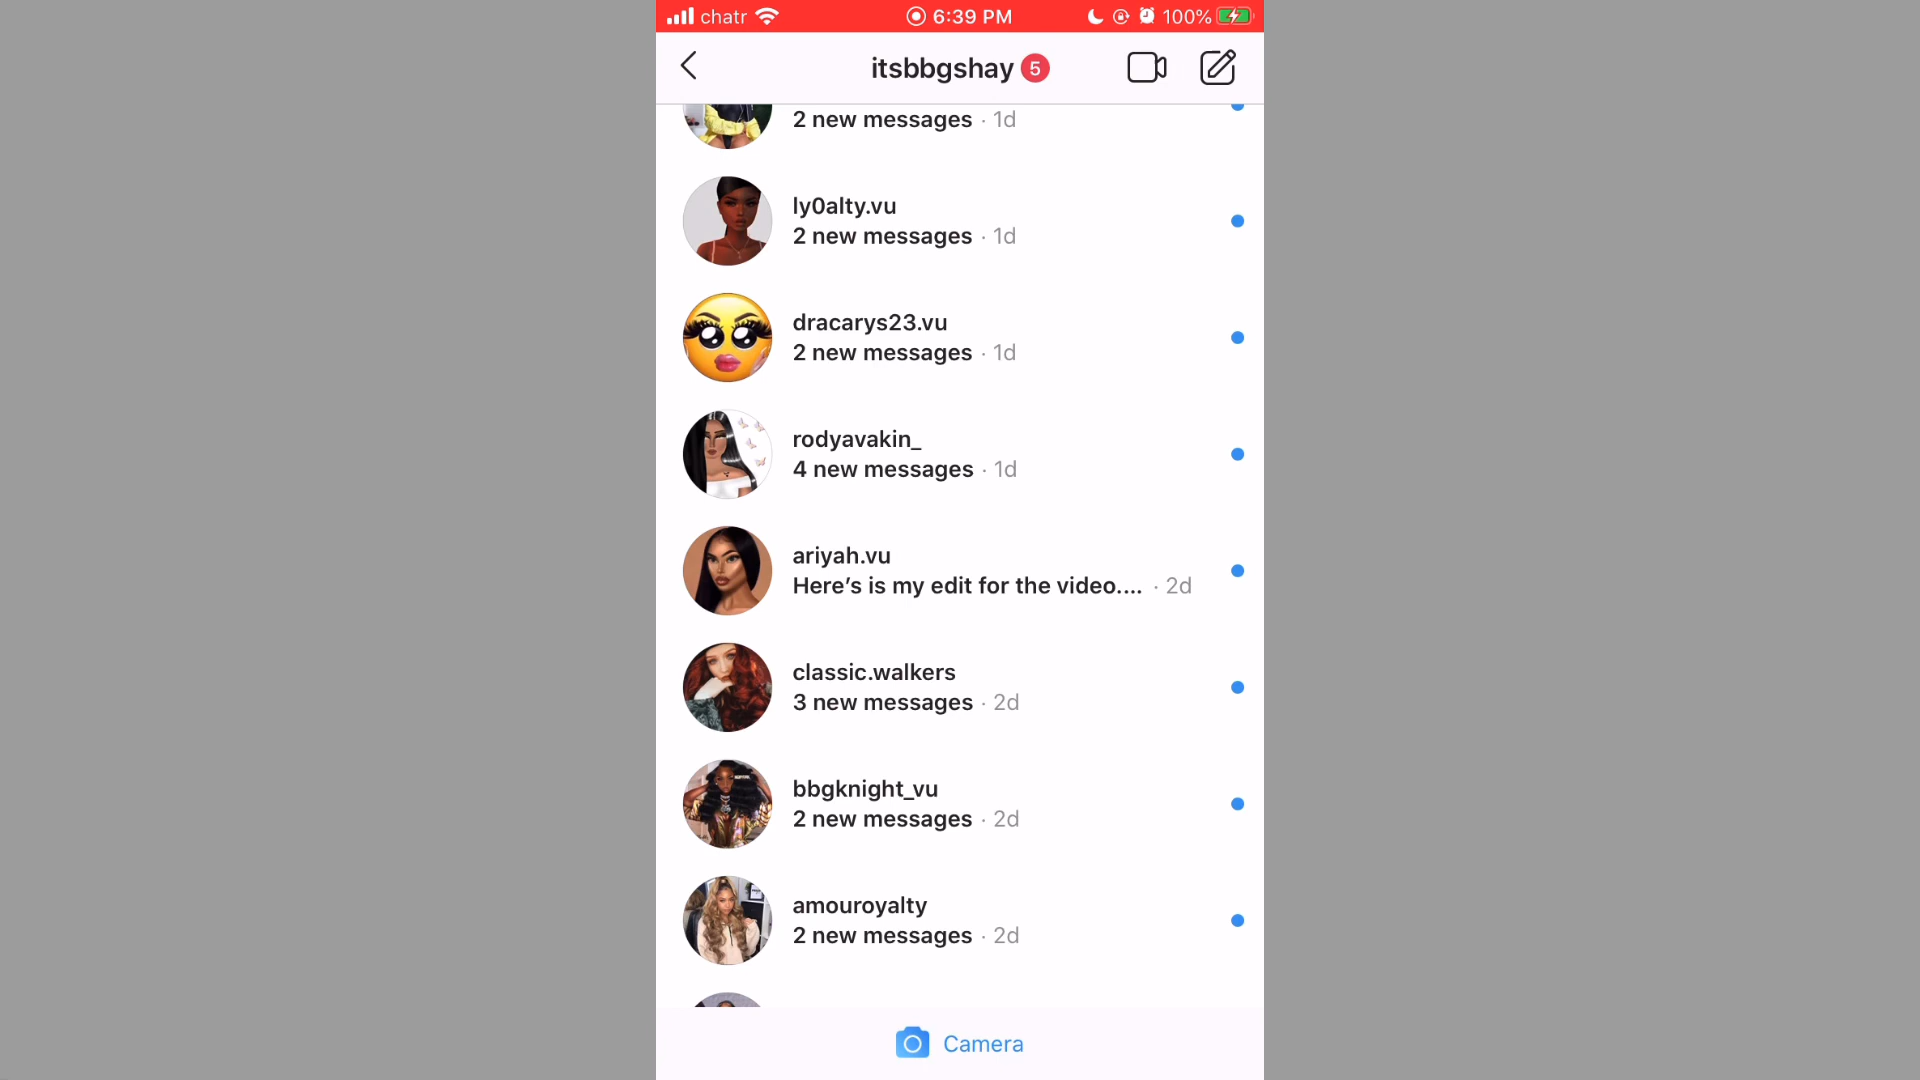 chatr 6:39 PM 100%
itsbbgshay 5
2 new messages · 1d
ly0alty.vu
2 new messages · 1d
dracarys23.vu
2 new messages · 1d
rodyavakin_
4 new messages · 1d
ariyah.vu
Here’s is my edit for the video.... · 2d
classic.walkers
3 new messages · 2d
bbgknight_vu
2 new messages · 2d
amouroyalty
2 new messages · 2d
Camera